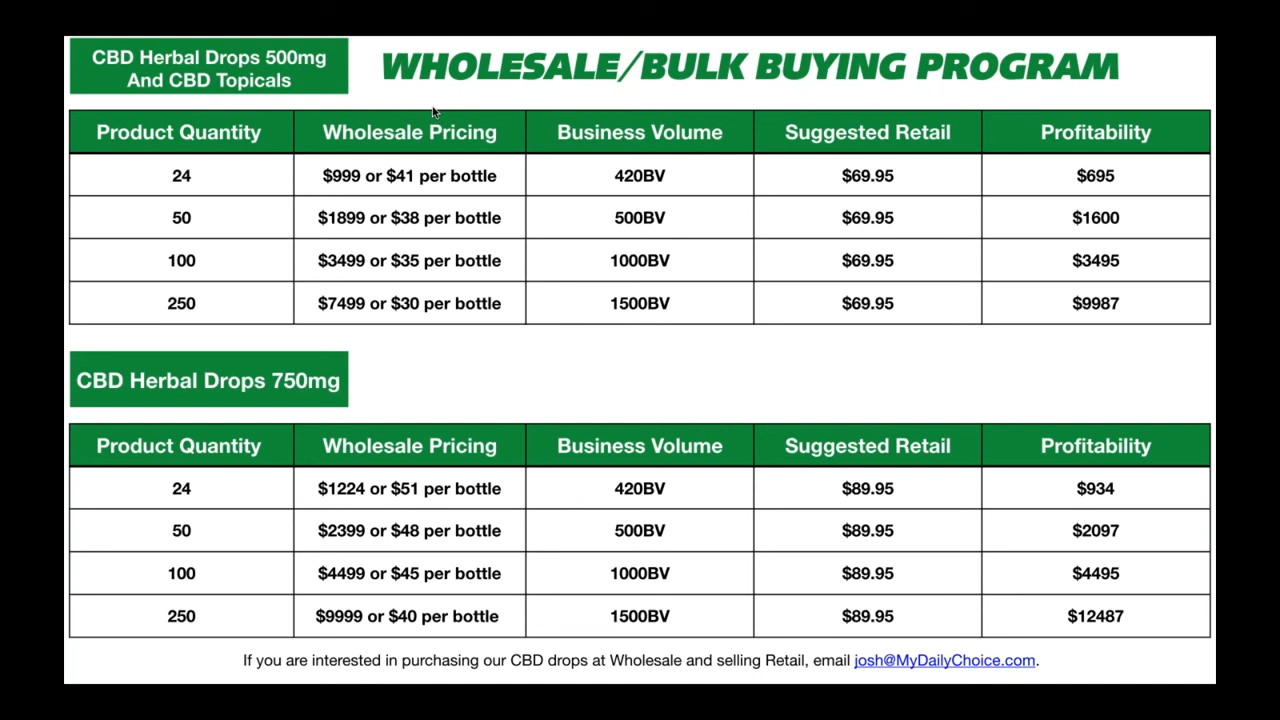 CBD Herbal Drops 500mg
And CBD Topicals
WHOLESALE/BULK BUYING PROGRAM
Product Quantity Wholesale Pricing Business Volume Suggested Retail Profitability
24 $999 or $41 per bottle 420BV $69.95 $695
50 $1899 or $38 per bottle 500BV $69.95 $1600
100 $3499 or $35 per bottle 1000BV $69.95 $3495
250 $7499 or $30 per bottle 1500BV $69.95 $9987
CBD Herbal Drops 750mg
Product Quantity Wholesale Pricing Business Volume Suggested Retail Profitability
24 $1224 or $51 per bottle 420BV $89.95 $934
50 $2399 or $48 per bottle 500BV $89.95 $2097
100 $4499 or $45 per bottle 1000BV $89.95 $4495
250 $9999 or $40 per bottle 1500BV $89.95 $12487
If you are interested in purchasing our CBD drops at Wholesale and selling Retail, email josh@MyDailyChoice.com.